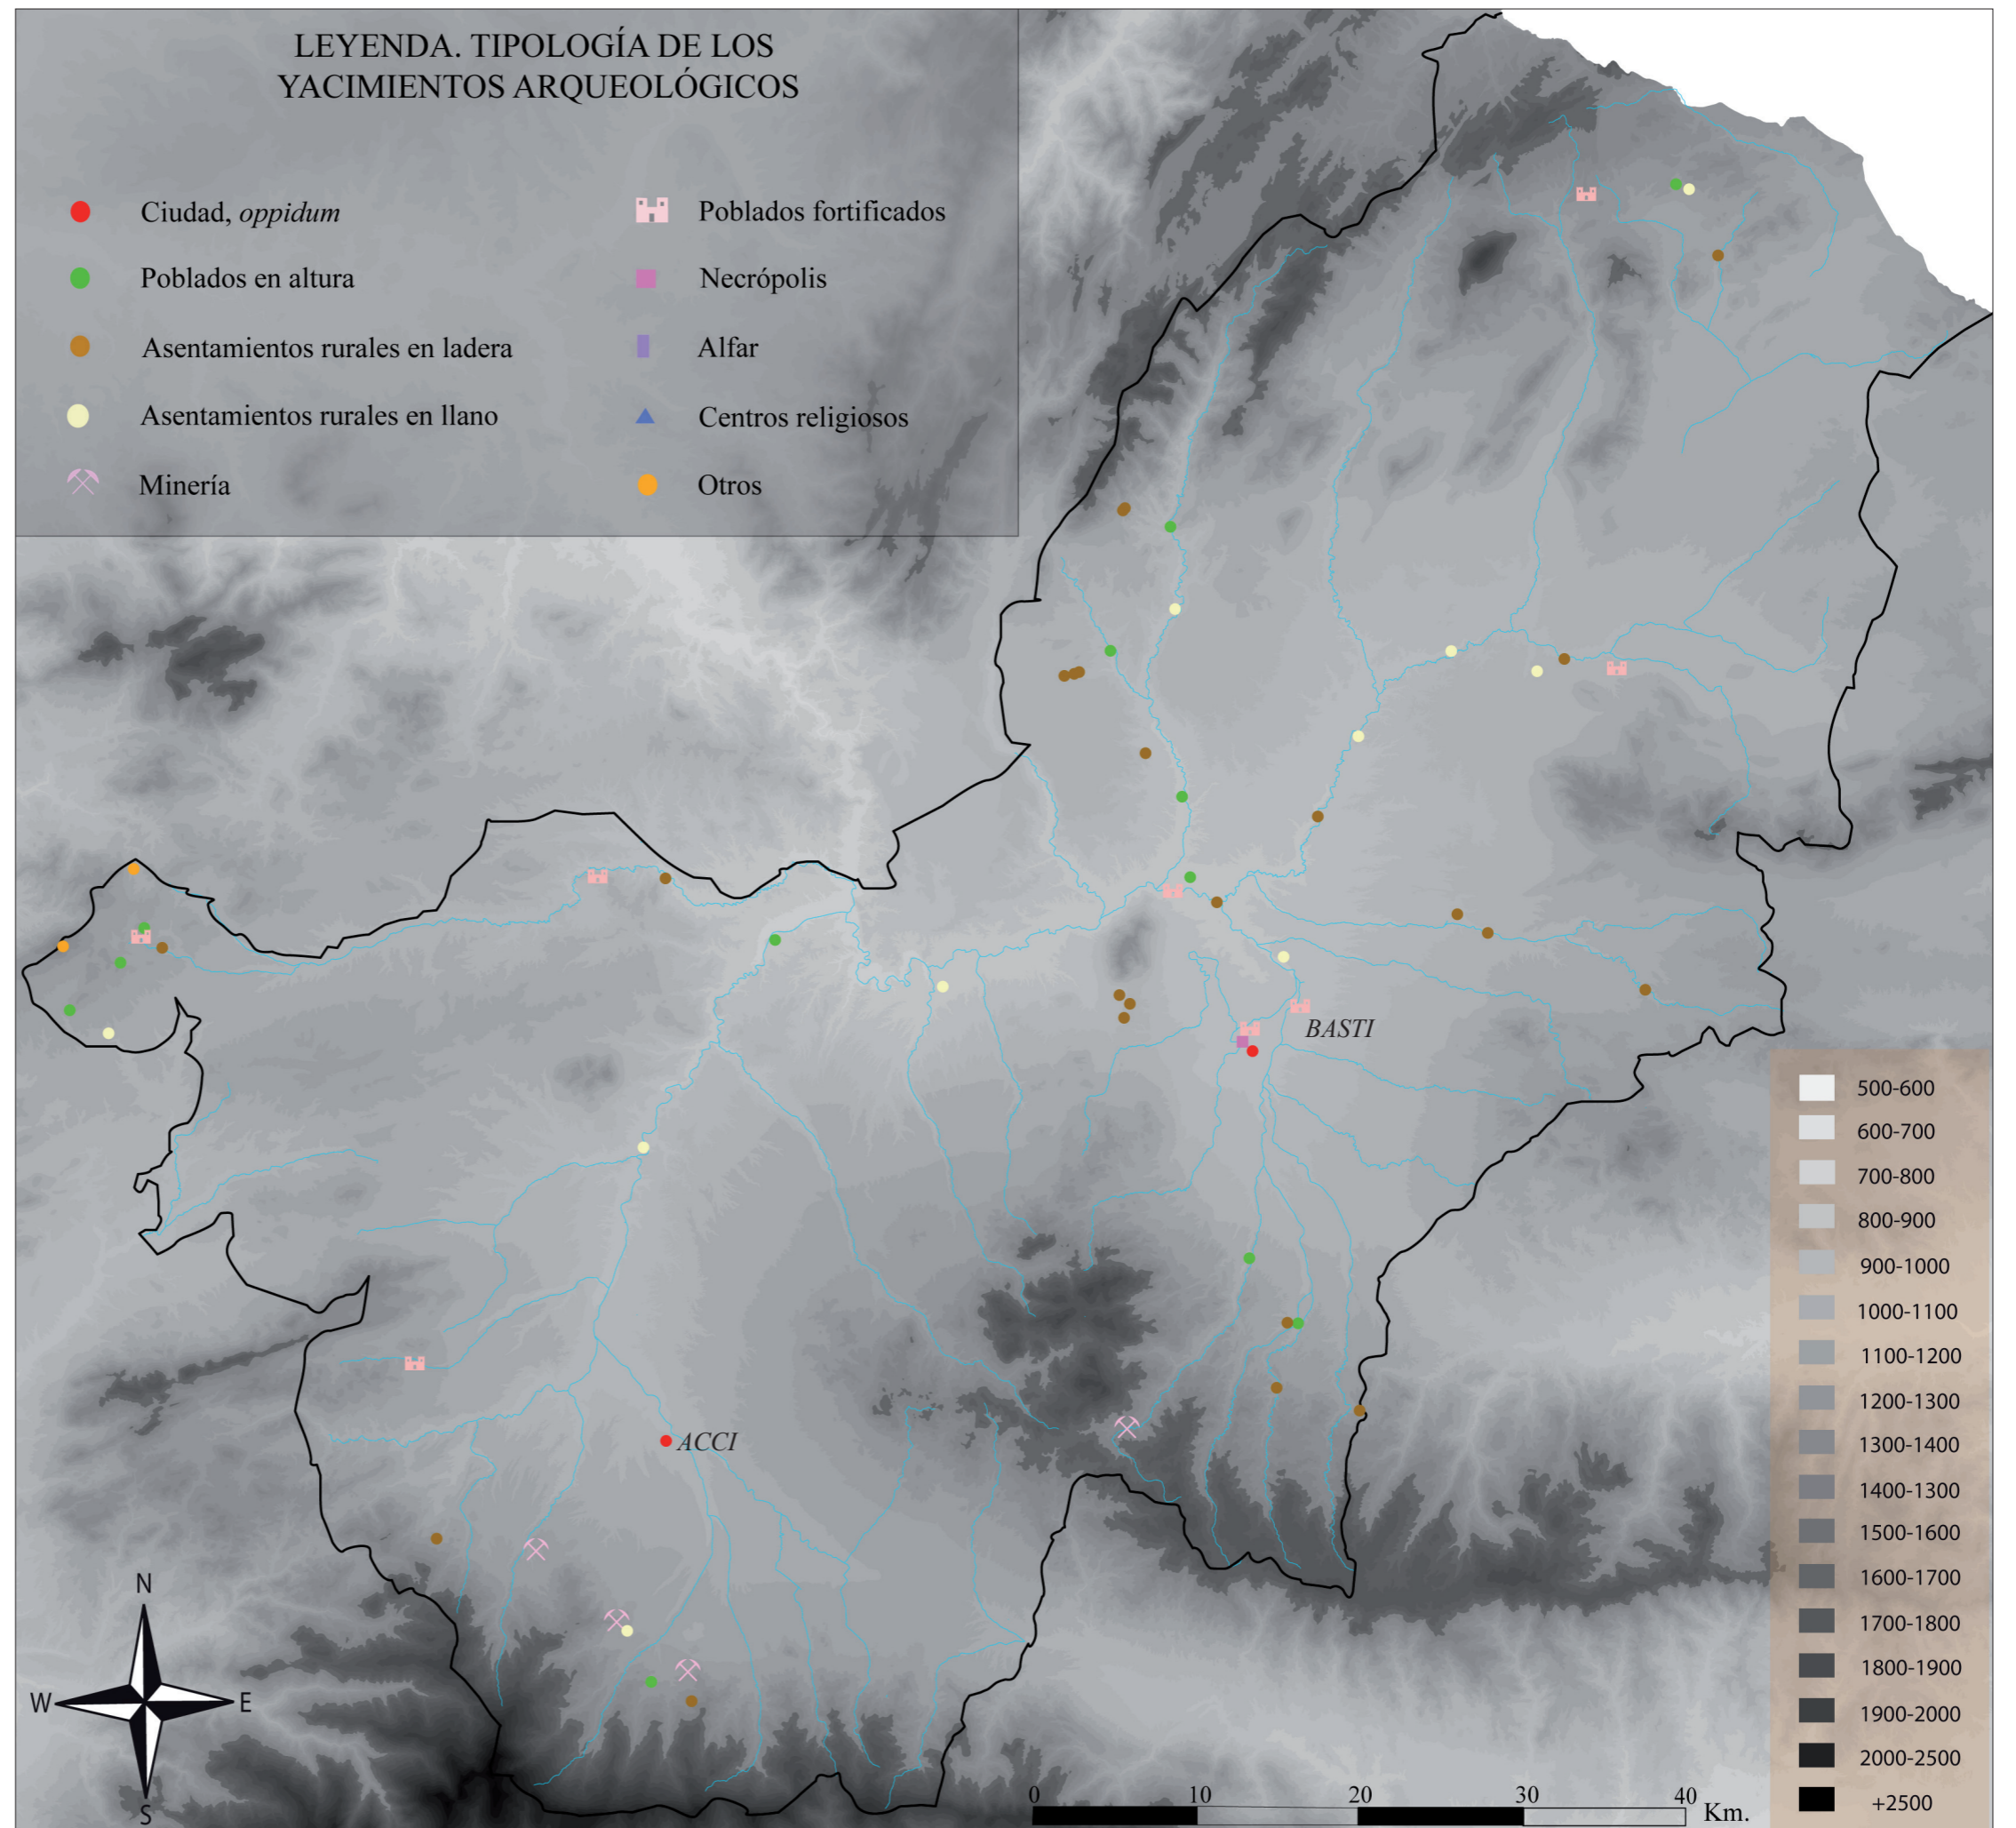 LEYENDA. TIPOLOGÍA DE LOS
YACIMIENTOS ARQUEOLÓGICOS
Ciudad, oppidum
Poblados en altura
Asentamientos rurales en ladera
Asentamientos rurales en llano
Minería
Poblados fortificados
Necrópolis
Alfar
Centros religiosos
Otros
BASTI
ACCI
500-600
600-700
700-800
800-900
900-1000
1000-1100
1100-1200
1200-1300
1300-1400
1400-1300
1500-1600
1600-1700
1700-1800
1800-1900
1900-2000
2000-2500
+2500
N
W E
S
0 10 20 30 40 Km.